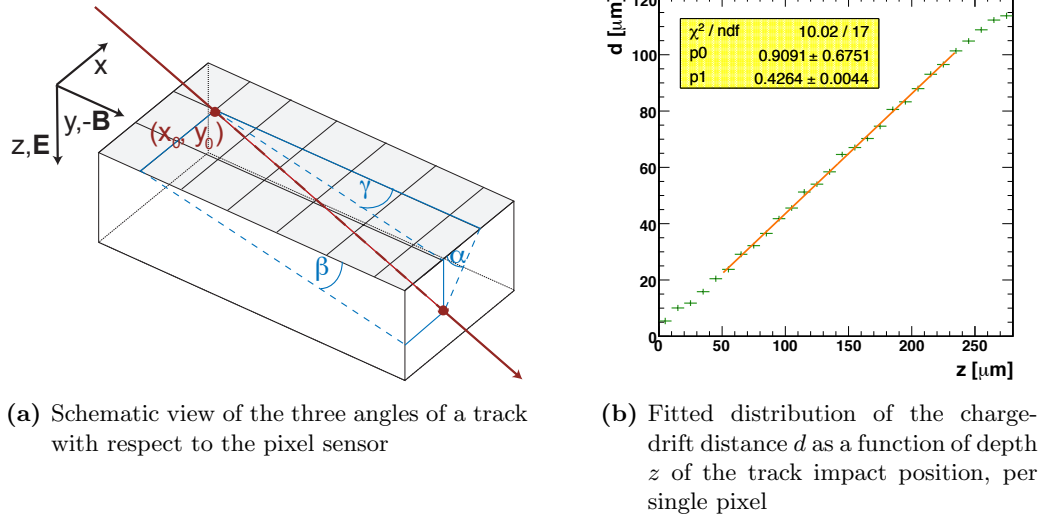 x
y,-B
z,E
(x₀, y₀)
γ
α
β
d [μm]
120
100
80
60
40
20
0
χ² / ndf 10.02 / 17
p0 0.9091 ± 0.6751
p1 0.4264 ± 0.0044
0 50 100 150 200 250
z [μm]
(a) Schematic view of the three angles of a track
with respect to the pixel sensor
(b) Fitted distribution of the charge-
drift distance d as a function of depth
z of the track impact position, per
single pixel